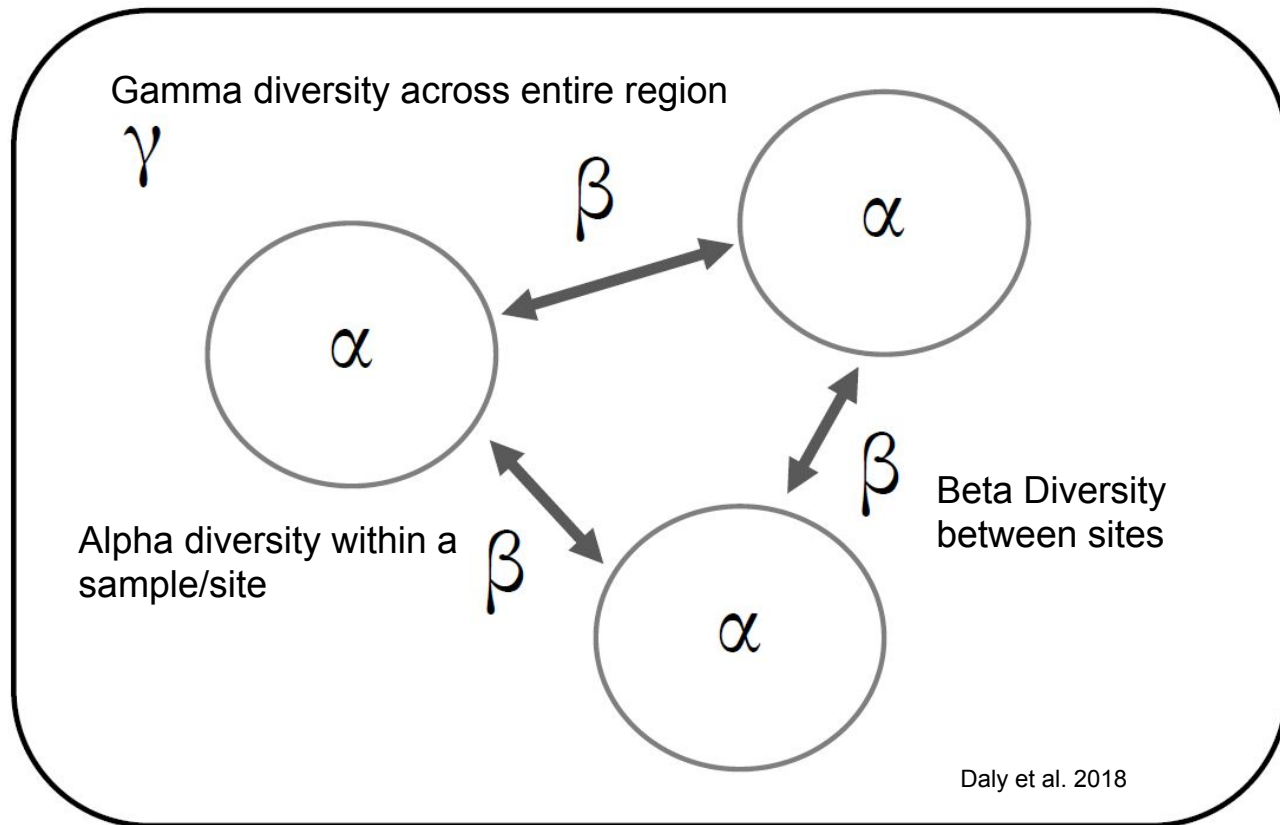 Gamma diversity across entire region
γ
β
α
α
β
Beta Diversity
between sites
Alpha diversity within a
sample/site
β
α
Daly et al. 2018